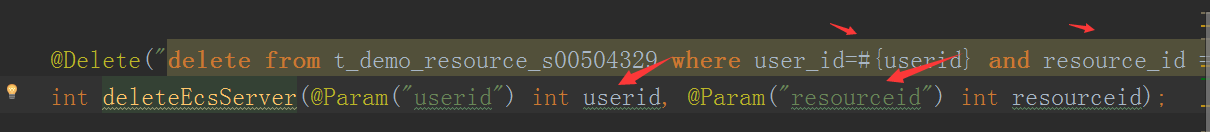 @Delete("delete from t_demo_resource_s00504329 where user_id=#{userid} and resource_id =
int deleteEcsServer(@Param("userid") int userid, @Param("resourceid") int resourceid);